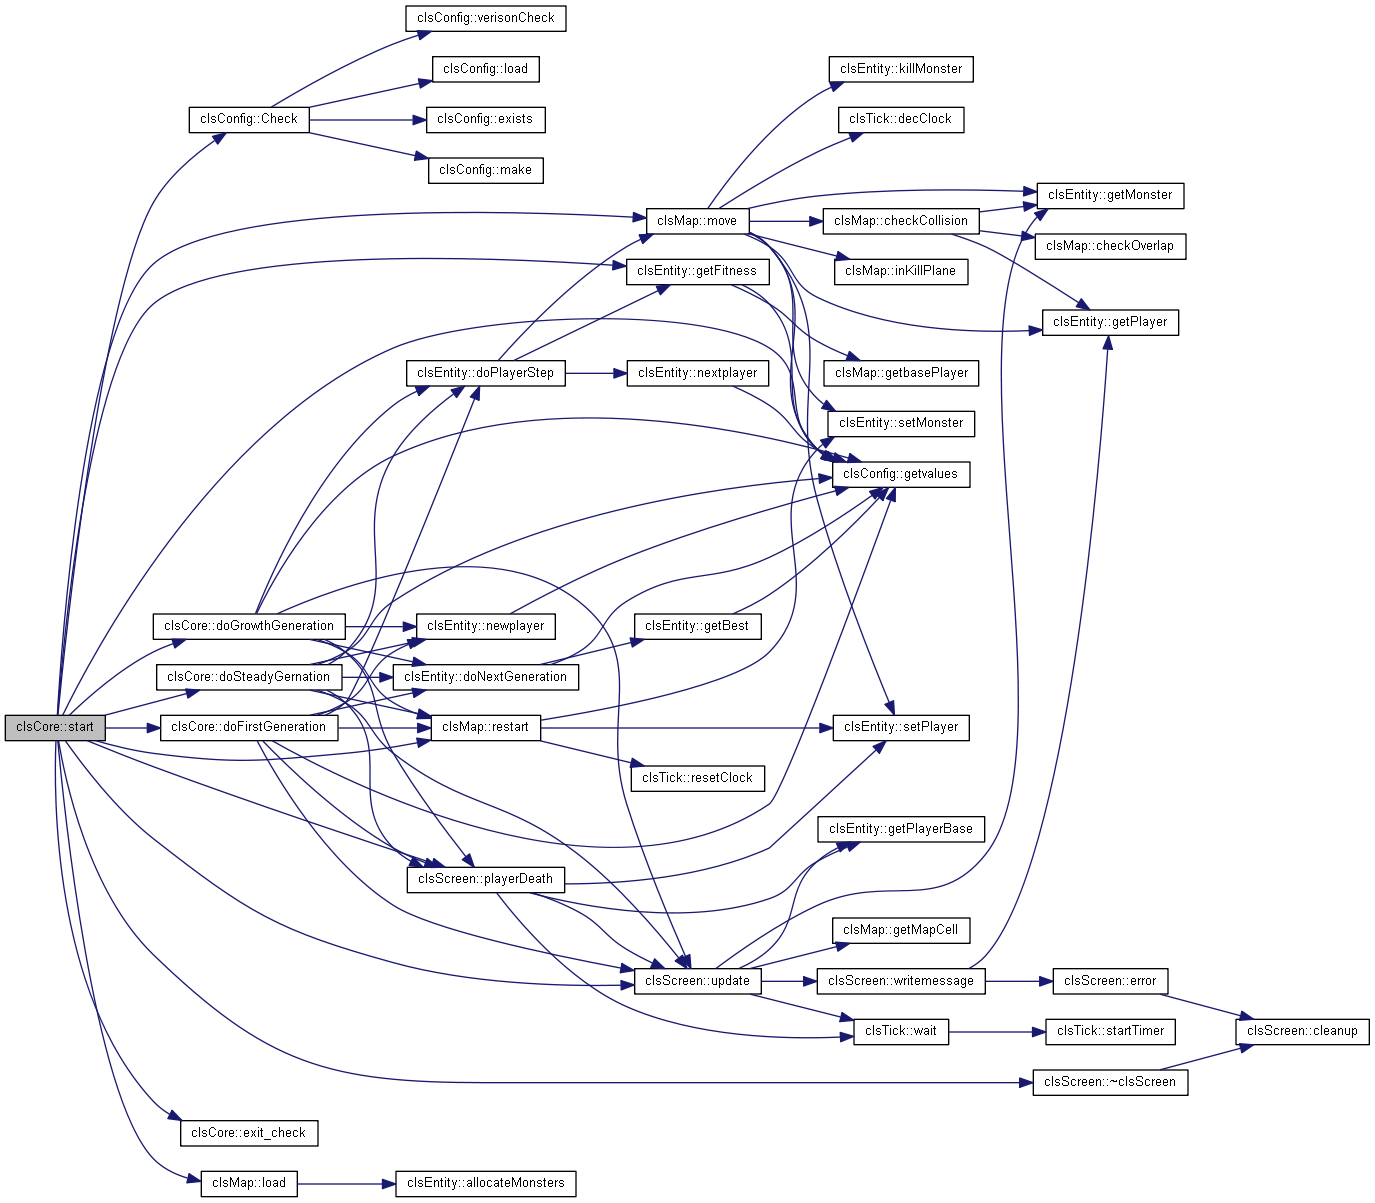 clsConfig::verisonCheck
clsConfig::load
clsEntity::killMonster
clsConfig::Check
clsConfig::exists
clsTick::decClock
clsConfig::make
clsEntity::getMonster
clsMap::move
clsMap::checkCollision
clsMap::checkOverlap
clsEntity::getFitness
clsMap::inKillPlane
clsEntity::getPlayer
clsEntity::doPlayerStep
clsEntity::nextplayer
clsMap::getbasePlayer
clsEntity::setMonster
clsConfig::getvalues
clsCore::doGrowthGeneration
clsEntity::newplayer
clsEntity::getBest
clsCore::doSteadyGernation
clsEntity::doNextGeneration
clsCore::start
clsCore::doFirstGeneration
clsMap::restart
clsEntity::setPlayer
clsTick::resetClock
clsEntity::getPlayerBase
clsScreen::playerDeath
clsMap::getMapCell
clsScreen::update
clsScreen::writemessage
clsScreen::error
clsTick::wait
clsTick::startTimer
clsScreen::cleanup
clsScreen::~clsScreen
clsCore::exit_check
clsMap::load
clsEntity::allocateMonsters